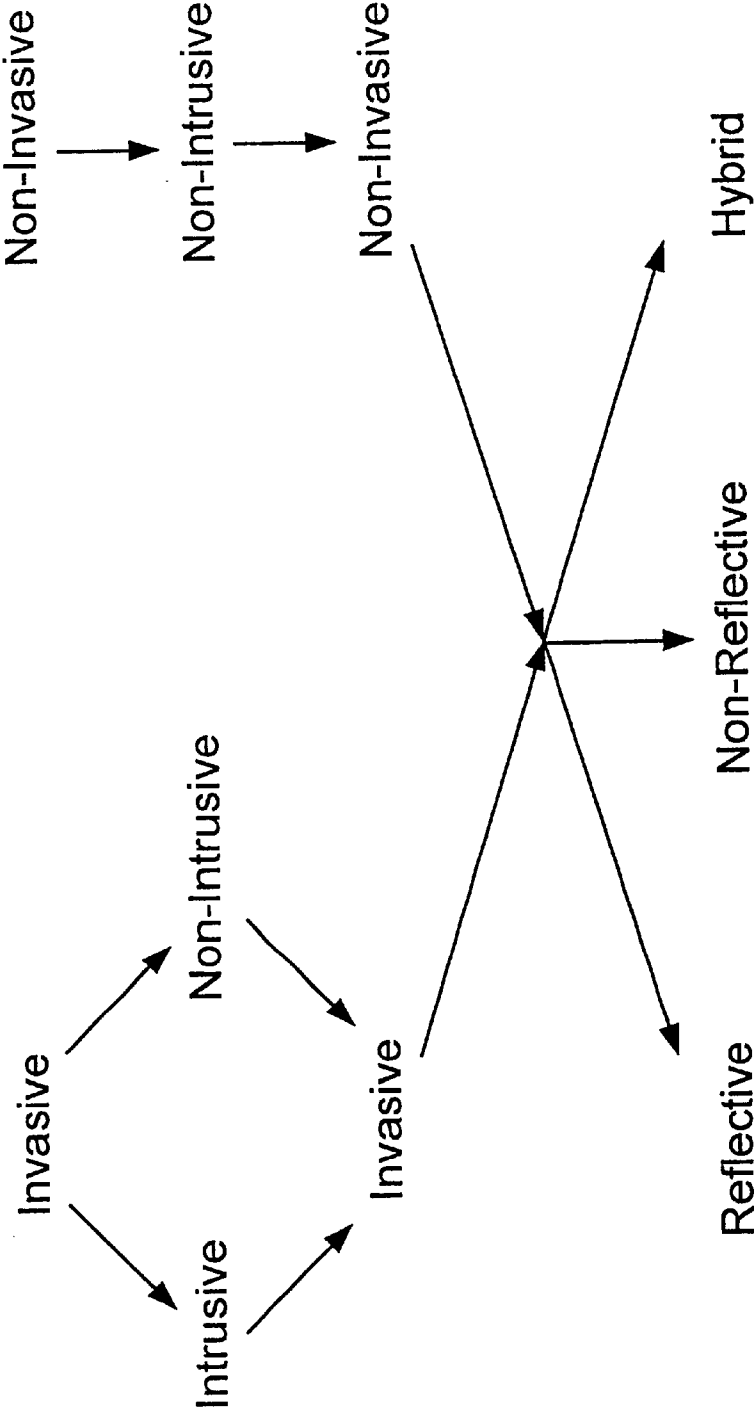 Invasive
Non-Invasive
Intrusive
Non-Intrusive
Non-Intrusive
Invasive
Non-Invasive
Reflective
Non-Reflective
Hybrid